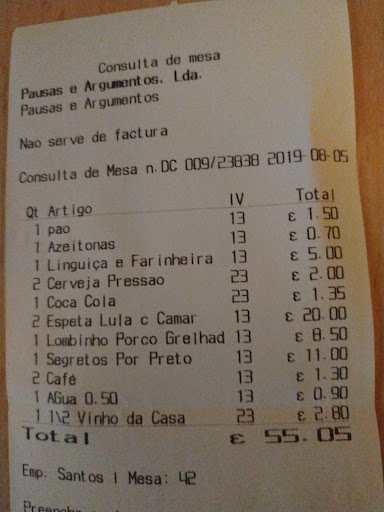 Consulta de mesa
Pausas e Argumentos. Lda.
Pausas e Argumentos
Nao serve de factura
Consulta de Mesa n.DC 009/23838 2019-08-05
Qt Artigo IV Total
1 pao 13 £ 1.50
1 Azeitonas 13 £ 0.70
1 Linguiça e Farinheira 13 £ 5.00
2 Cerveja Pressao 23 £ 2.00
1 Coca Cola 23 £ 1.35
2 Espeta Lula c Camar 13 £ 20.00
1 Lombinho Porco Grelhad 13 £ 8.50
1 Segretos Por Preto 13 £ 11.00
2 Café 13 £ 1.30
1 AGua 0.50 13 £ 0.90
1 1\2 Vinho da Casa 23 £ 2.80
Total £ 55.05
Emp. Santos | Mesa: 42